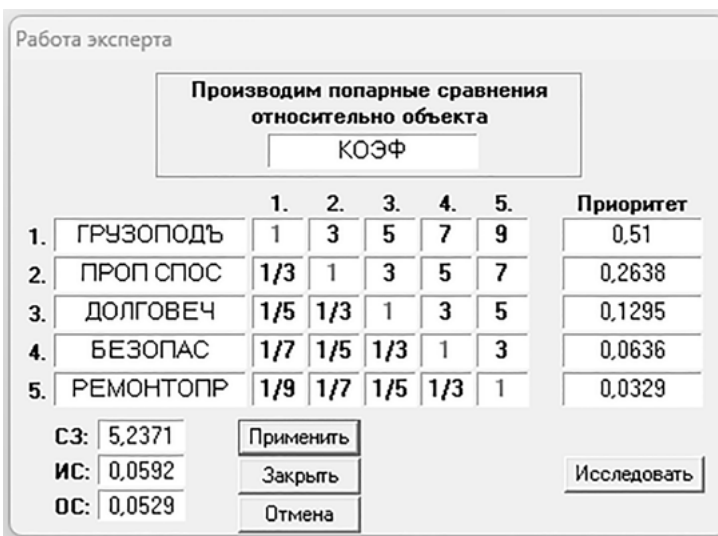 Работа эксперта
Производим попарные сравнения
относительно объекта
КОЭФ
1. 2. 3. 4. 5. Приоритет
1. ГРУЗОПОДЪ 1 3 5 7 9 0,51
2. ПРОП СПОС 1/3 1 3 5 7 0,2638
3. ДОЛГОВЕЧ 1/5 1/3 1 3 5 0,1295
4. БЕЗОПАС 1/7 1/5 1/3 1 3 0,0636
5. РЕМОНТОПР 1/9 1/7 1/5 1/3 1 0,0329
СЗ: 5,2371 Применить
ИС: 0,0592 Закрыть Исследовать
ОС: 0,0529 Отмена